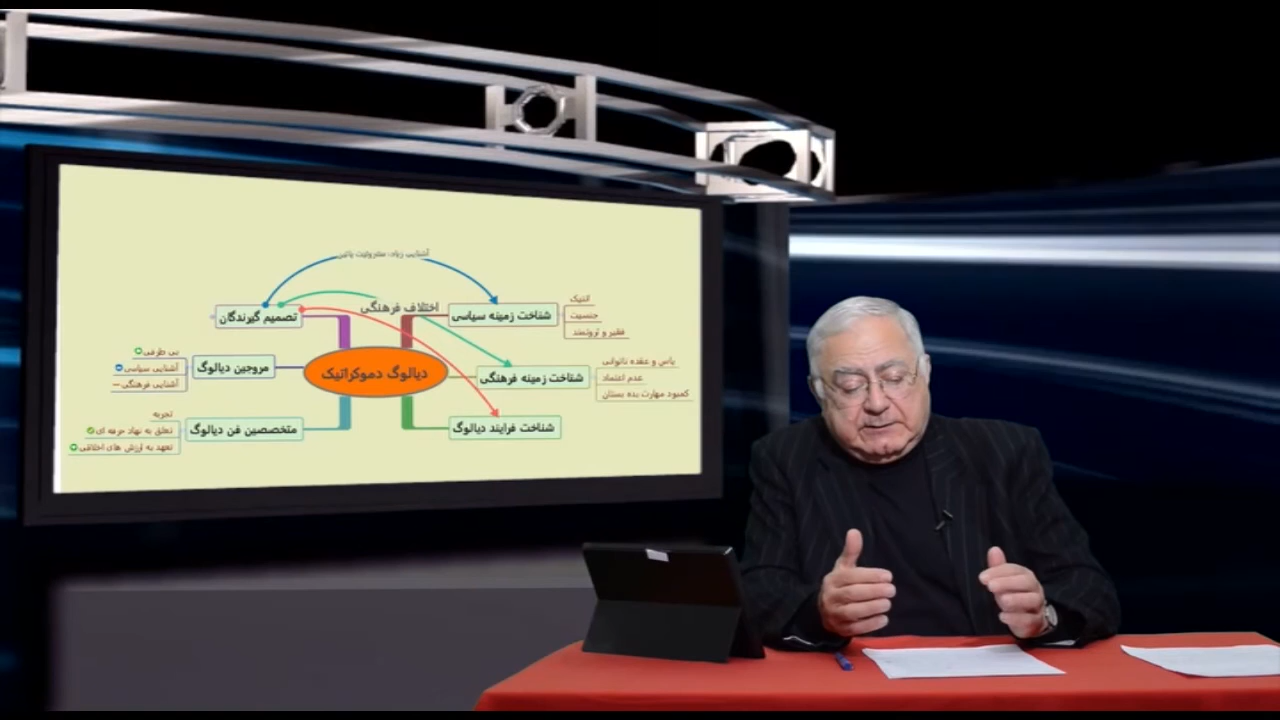 آشنایی زیاد- مشروئیت پائین
اختلاف فرهنگی
دیالوگ دموکراتیک
شناخت زمینه سیاسی
اتنیک
جنسیت
فقیر و ثروتمند
شناخت زمینه فرهنگی
یاس و عقده ناتوانی
عدم اعتماد
کمبود مهارت بده بستان
شناخت فرایند دیالوگ
تصمیم گیرندگان
مروجین دیالوگ
بی طرفی
آشنایی سیاسی
آشنایی فرهنگی
متخصصین فن دیالوگ
تجربه
تعلق به نهاد حرفه ای
تعهد به ارزش های اخلاقی